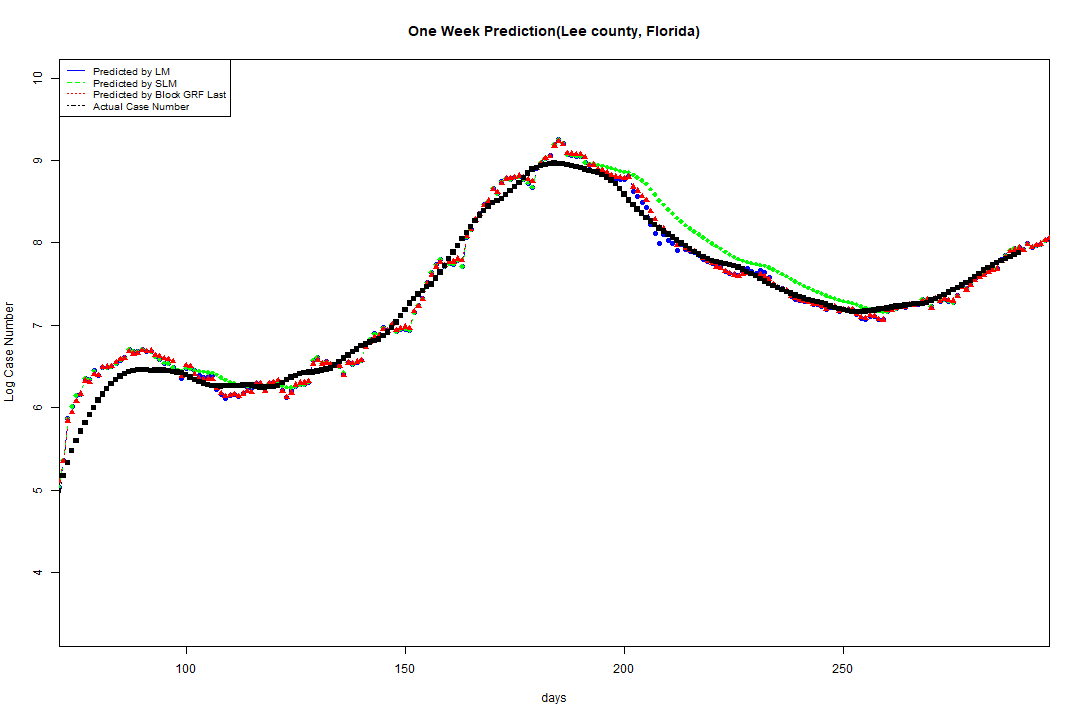 One Week Prediction(Lee county, Florida)
Predicted by LM
Predicted by SLM
Predicted by Block GRF Last
Actual Case Number
10
9
8
7
6
5
4
Log Case Number
100
150
200
250
days